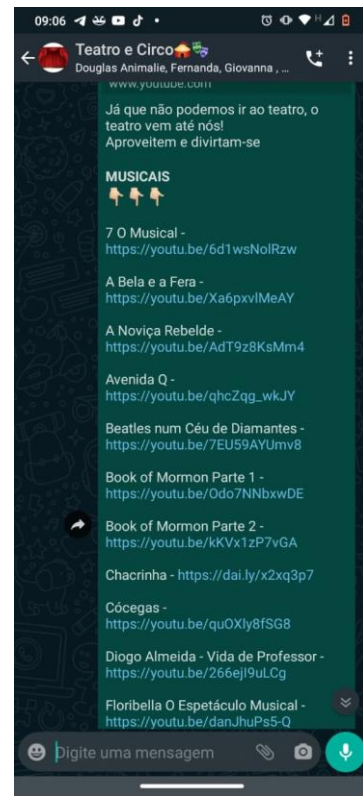 09:06
Teatro e Circo
Douglas Animalie, Fernanda, Giovanna , ...
www.youtube.com
Já que não podemos ir ao teatro, o
teatro vem até nós!
Aproveitem e divirtam-se
MUSICAIS
7 O Musical -
https://youtu.be/6d1wsNolRzw
A Bela e a Fera -
https://youtu.be/Xa6pxvlMeAY
A Noviça Rebelde -
https://youtu.be/AdT9z8KsMm4
Avenida Q -
https://youtu.be/qhcZqg_wkJY
Beatles num Céu de Diamantes -
https://youtu.be/7EU59AYUmv8
Book of Mormon Parte 1 -
https://youtu.be/Odo7NNbxwDE
Book of Mormon Parte 2 -
https://youtu.be/kKVx1zP7vGA
Chacrinha - https://dai.ly/x2xq3p7
Cócegas -
https://youtu.be/quOXly8fSG8
Diogo Almeida - Vida de Professor -
https://youtu.be/266ejI9uLCg
Floribella O Espetáculo Musical -
https://youtu.be/danJhuPs5-Q
Digite uma mensagem